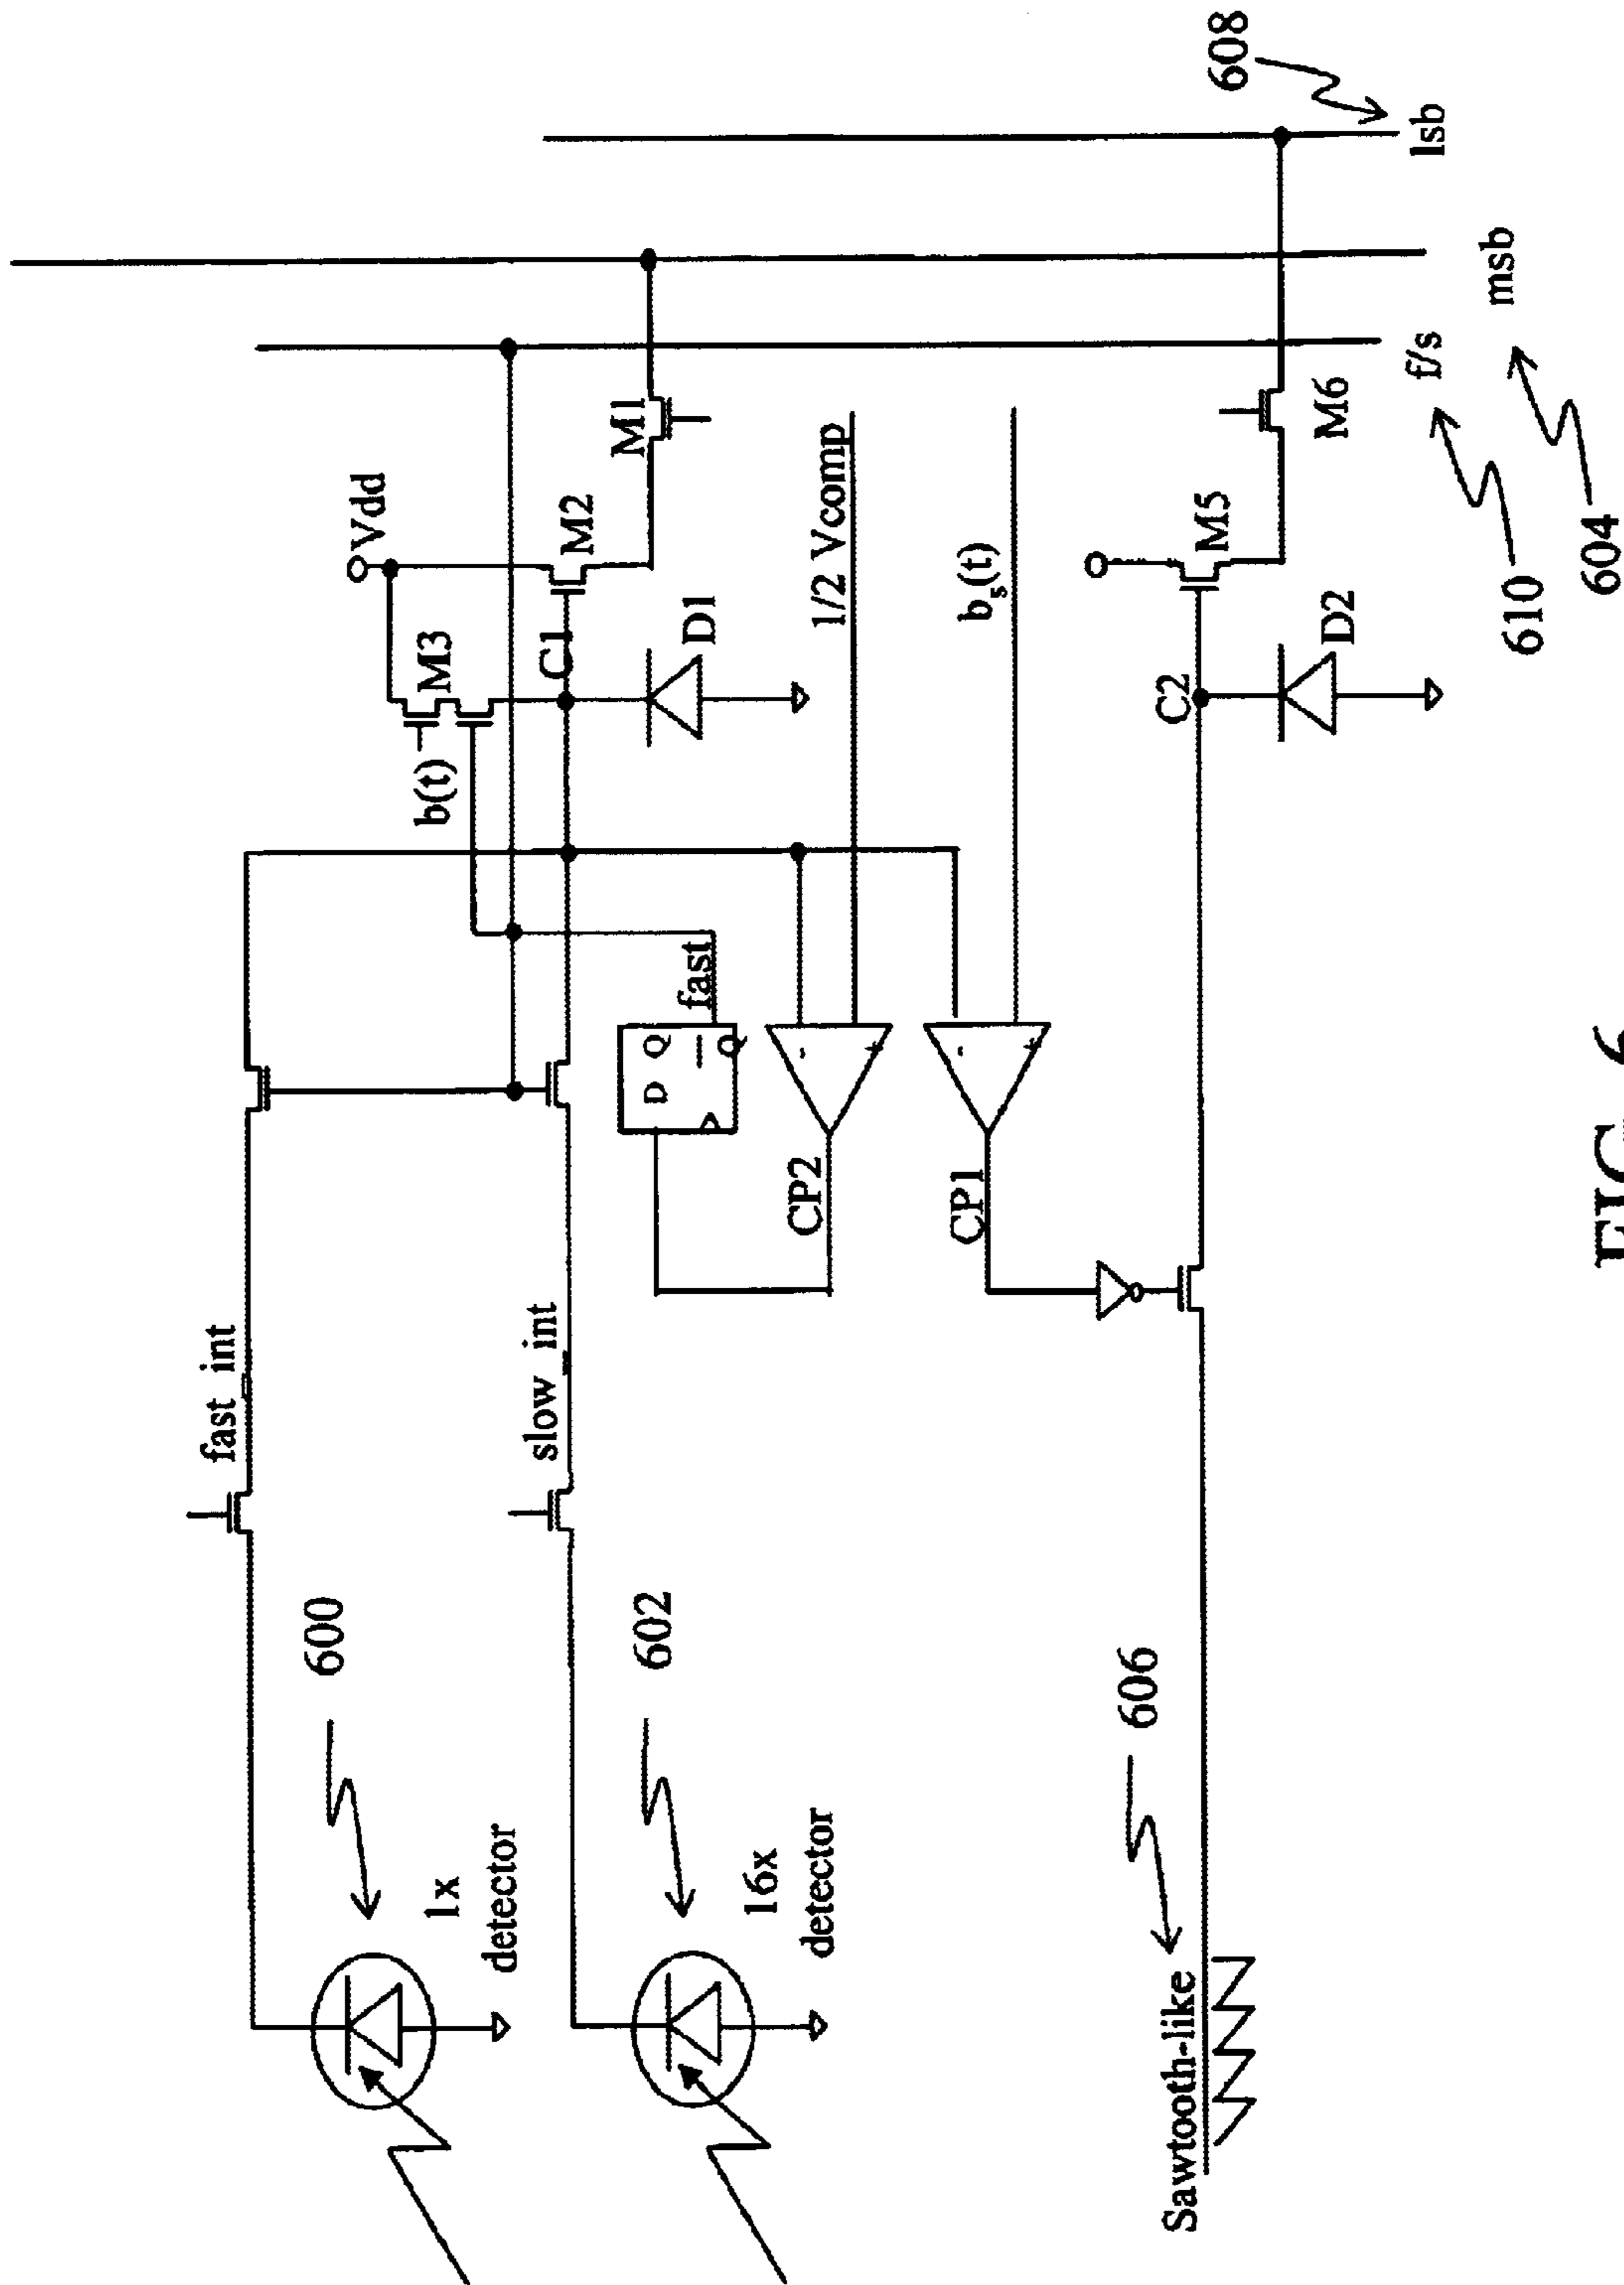 600
1x
detector
fast_int
602
16x
detector
slow_int
606
Sawtooth-like
D Q
Q
fast
CP2
-
+
CP1
-
+
b(t)
M3
Vdd
C1
M2
D1
M1
1/2 Vcomp
bs(t)
C2
D2
M5
M6
f/s
610
msb
604
lsb
608
FIG. 6